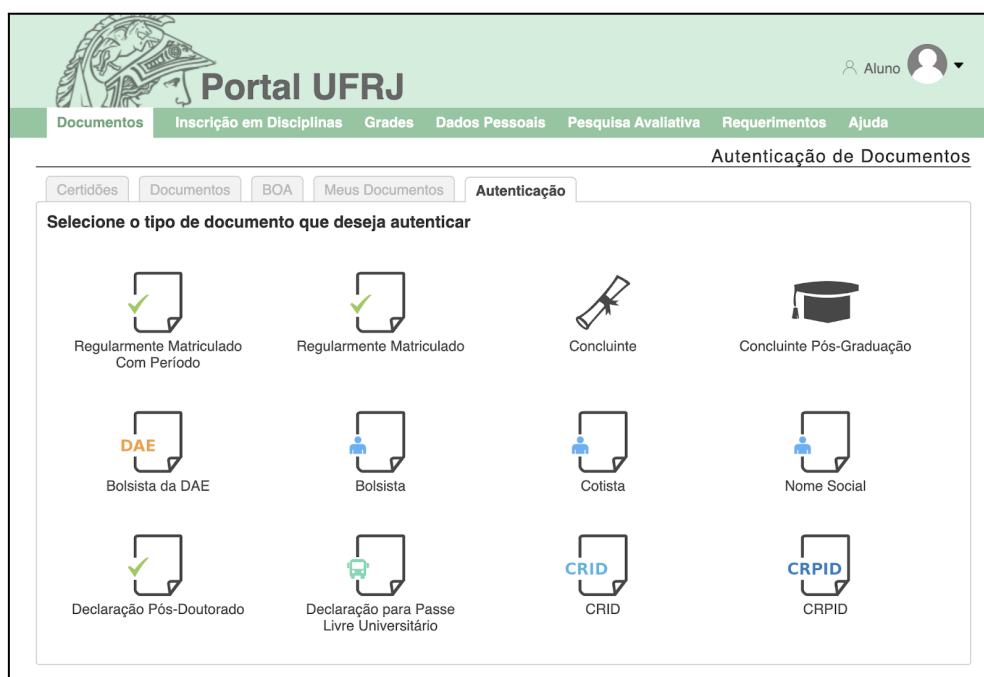 Portal UFRJ
Aluno
Documentos Inscrição em Disciplinas Grades Dados Pessoais Pesquisa Avaliativa Requerimentos Ajuda
Autenticação de Documentos
Certidões Documentos BOA Meus Documentos Autenticação
Selecione o tipo de documento que deseja autenticar
Regularmente Matriculado Com Período
Regularmente Matriculado
Concluinte
Concluinte Pós-Graduação
DAE
Bolsista da DAE
Bolsista
Cotista
Nome Social
Declaração Pós-Doutorado
Declaração para Passe
Livre Universitário
CRID
CRID
CRPID
CRPID